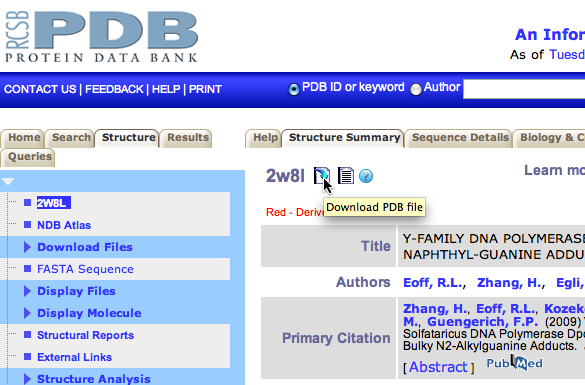 RCSB
PDB
PROTEIN DATA BANK
An Infor
As of Tuesd
CONTACT US | FEEDBACK | HELP | PRINT
PDB ID or keyword Author
Home Search Structure Results
Queries
Help Structure Summary Sequence Details Biology & C
2W8L
NDB Atlas
Download Files
FASTA Sequence
Display Files
Display Molecule
Structural Reports
External Links
Structure Analysis
2w8l
Learn mo
Download PDB file
Red - Derive
Title
Y-FAMILY DNA POLYMERASE
NAPHTHYL-GUANINE ADDU
Authors
Eoff, R.L., Zhang, H., Egli,
Primary Citation
Zhang, H., Eoff, R.L., Kozek
M., Guengerich, F.P. (2009)
Solfataricus DNA Polymerase Dpo
Bulky N2-Alkylguanine Adducts.
[ Abstract ] PubMed